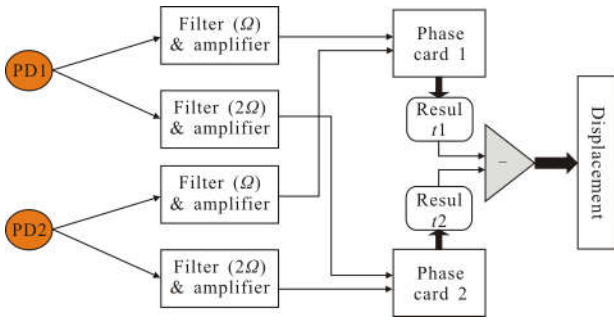 PD1
Filter (Ω)
& amplifier
Filter (2Ω)
& amplifier
Phase
card 1
Resul
t1
PD2
Filter (Ω)
& amplifier
Filter (2Ω)
& amplifier
Phase
card 2
Resul
t2
−
Displacement